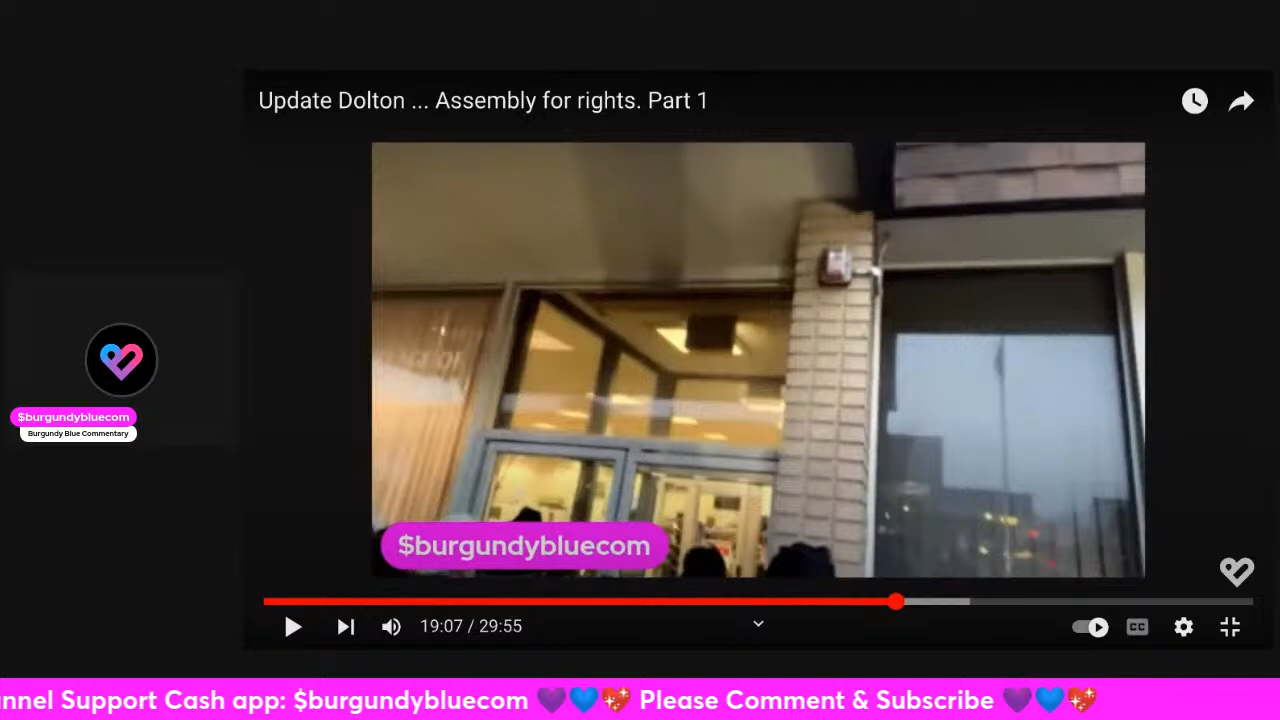 Update Dolton ... Assembly for rights. Part 1
$burgundybluecom
Burgundy Blue Commentary
$burgundybluecom
19:07 / 29:55
CC
nnel Support Cash app: $burgundybluecom 💜💙💖 Please Comment & Subscribe 💜💙💖